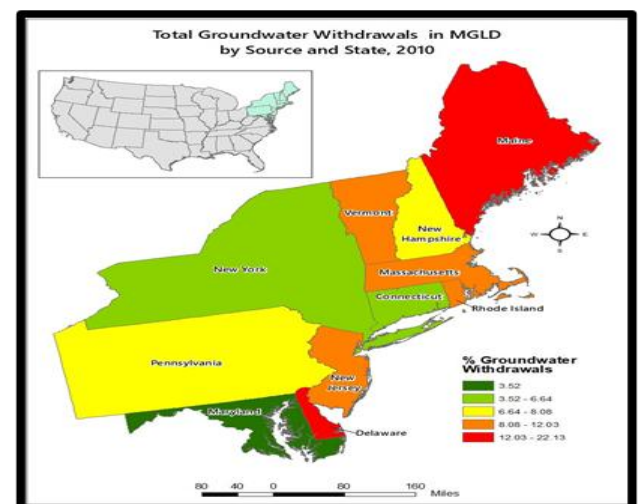 Total Groundwater Withdrawals in MGLD
by Source and State, 2010
Maine
Vermont
New
Hampshire
New York
Massachusetts
Connecticut
Rhode Island
Pennsylvania
New
Jersey
Maryland
Delaware
N
W
E
S
% Groundwater
Withdrawals
3.52
3.52 - 6.64
6.64 - 8.08
8.08 - 12.03
12.03 - 22.13
80 40 0 80 160
Miles